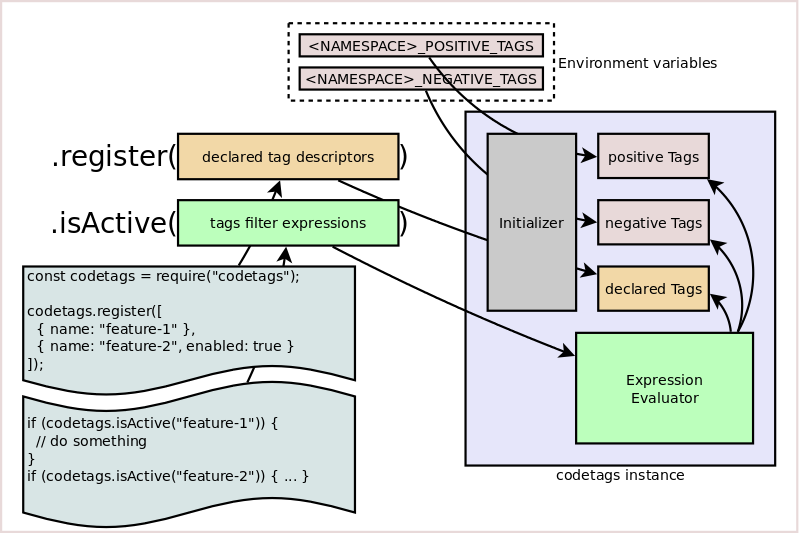 <NAMESPACE>_POSITIVE_TAGS
<NAMESPACE>_NEGATIVE_TAGS
Environment variables
.register(
declared tag descriptors
)
.isActive(
tags filter expressions
)
const codetags = require("codetags");
codetags.register([
  { name: "feature-1" },
  { name: "feature-2", enabled: true }
]);
if (codetags.isActive("feature-1")) {
  // do something
}
if (codetags.isActive("feature-2")) { ... }
Initializer
positive Tags
negative Tags
declared Tags
Expression
Evaluator
codetags instance